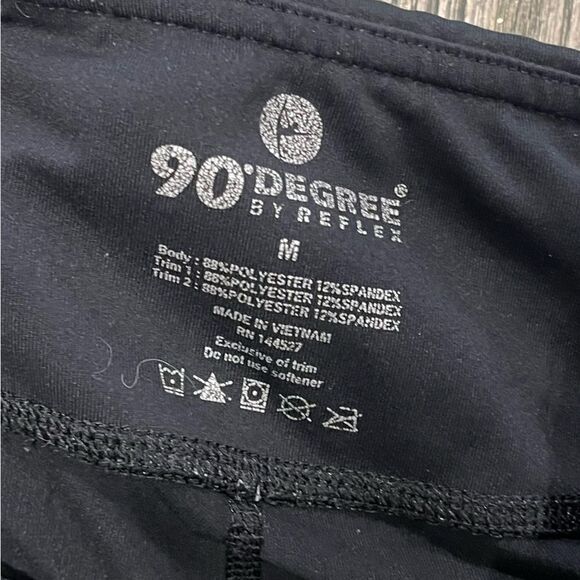 90°DEGREE®
BY REFLEX
M
Body : 88%POLYESTER 12%SPANDEX
Trim 1 : 88%POLYESTER 12%SPANDEX
Trim 2 : 88%POLYESTER 12%SPANDEX
MADE IN VIETNAM
RN 144527
Exclusive of trim
Do not use softener